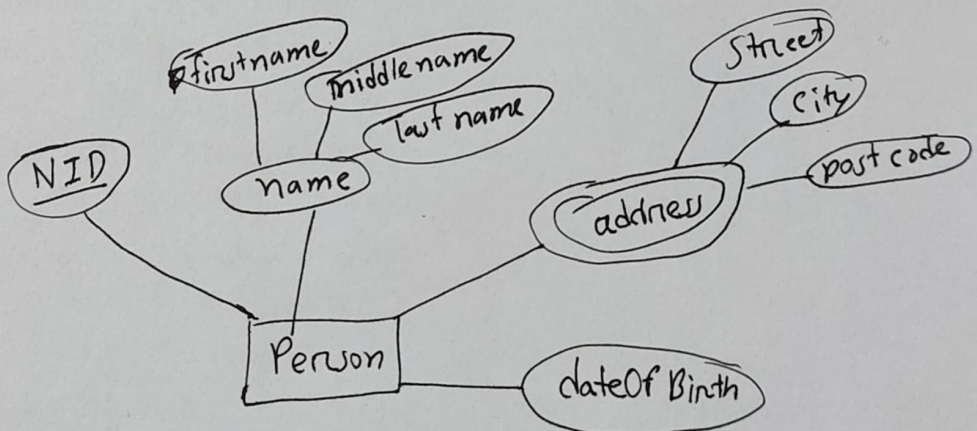 firstname
middlename
last name
Street
City
post code
NID
name
address
Person
dateOf Birth